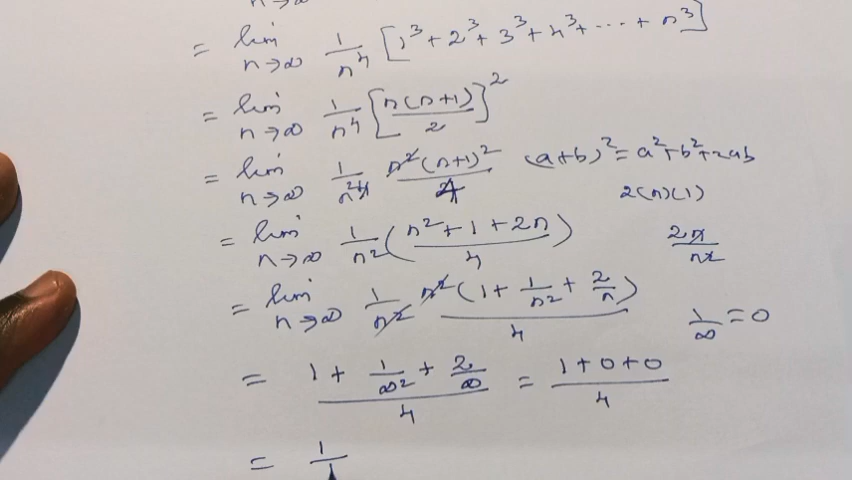 n→∞
= lim n→∞ 1/n⁴ [1³ + 2³ + 3³ + 4³ + ... + n³]
= lim n→∞ 1/n⁴ [n(n+1)/2]²
= lim n→∞ 1/n⁴ n²(n+1)²/4 (a+b)² = a²+b²+2ab
2(n)(1)
= lim n→∞ 1/n² (n²+1+2n/4) 2n/n²
= lim n→∞ 1/n² n²(1 + 1/n² + 2/n)/4 1/∞ = 0
= 1 + 1/∞² + 2/∞ / 4 = 1+0+0/4
= 1